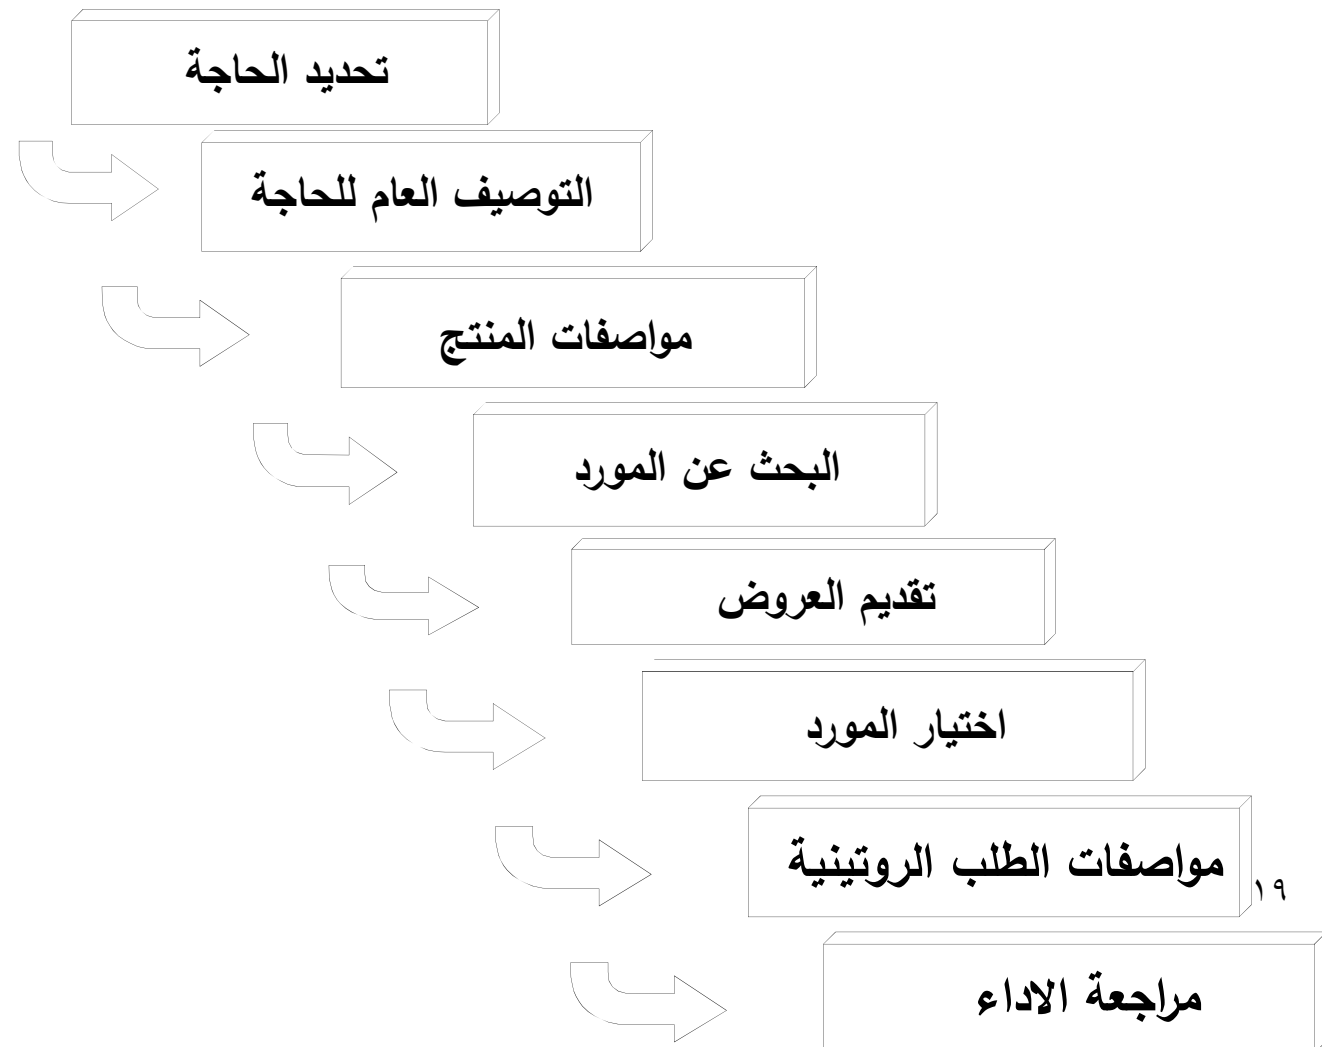 تحديد الحاجة
التوصيف العام للحاجة
مواصفات المنتج
البحث عن المورد
تقديم العروض
اختيار المورد
مواصفات الطلب الروتينية
١٩
مراجعة الاداء